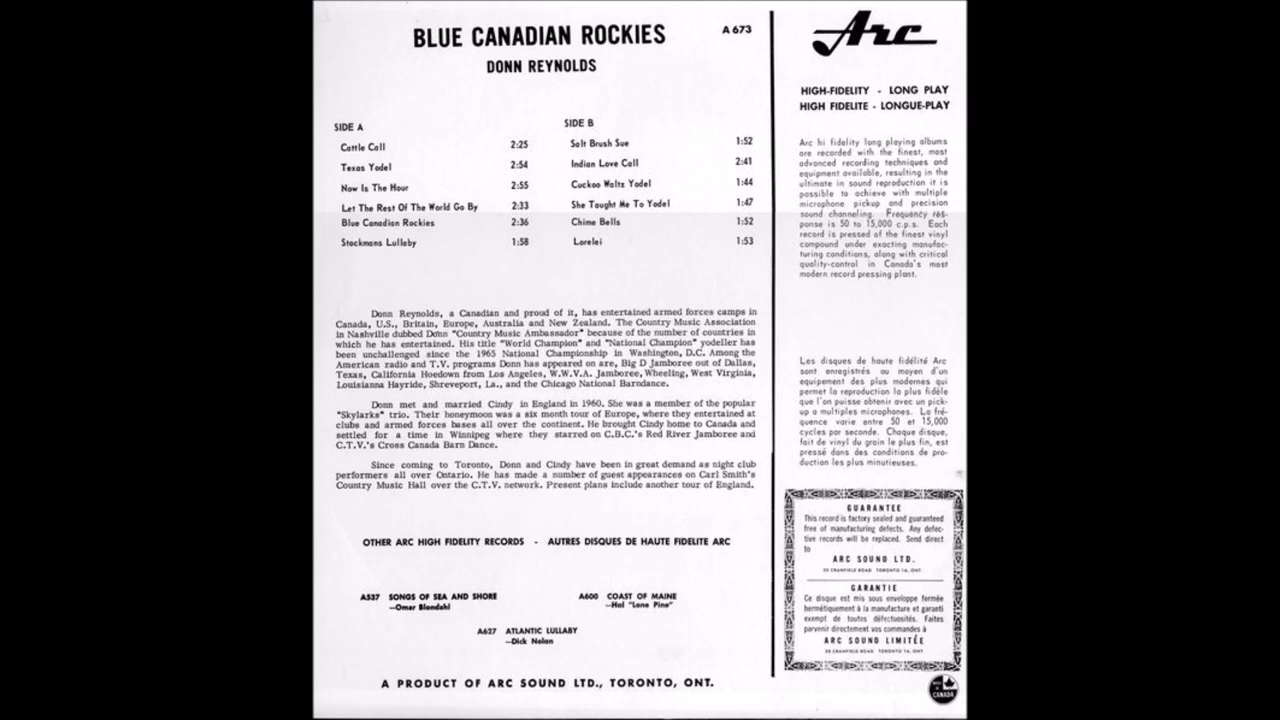 BLUE CANADIAN ROCKIES
A 673
DONN REYNOLDS
SIDE A
Cattle Call 2:25
Texas Yodel 2:54
Now Is The Hour 2:55
Let The Rest Of The World Go By 2:33
Blue Canadian Rockies 2:36
Stockmans Lullaby 1:58
SIDE B
Salt Brush Sue 1:52
Indian Love Call 2:41
Cuckoo Waltz Yodel 1:44
She Taught Me To Yodel 1:47
Chime Bells 1:52
Lorelei 1:53
Donn Reynolds, a Canadian and proud of it, has entertained armed forces camps in
Canada, U.S., Britain, Europe, Australia and New Zealand. The Country Music Association
in Nashville dubbed Donn "Country Music Ambassador" because of the number of countries in
which he has entertained. His title "World Champion" and "National Champion" yodeller has
been unchallenged since the 1965 National Championship in Washington, D.C. Among the
American radio and T.V. programs Donn has appeared on are, Big D Jamboree out of Dallas,
Texas, California Hoedown from Los Angeles, W.W.V.A. Jamboree, Wheeling, West Virginia,
Louisianna Hayride, Shreveport, La., and the Chicago National Barndance.
Donn met and married Cindy in England in 1960. She was a member of the popular
"Skylarks" trio. Their honeymoon was a six month tour of Europe, where they entertained at
clubs and armed forces bases all over the continent. He brought Cindy home to Canada and
settled for a time in Winnipeg where they starred on C.B.C.'s Red River Jamboree and
C.T.V.'s Cross Canada Barn Dance.
Since coming to Toronto, Donn and Cindy have been in great demand as night club
performers all over Ontario. He has made a number of guest appearances on Carl Smith's
Country Music Hall over the C.T.V. network. Present plans include another tour of England.
OTHER ARC HIGH FIDELITY RECORDS - AUTRES DISQUES DE HAUTE FIDELITE ARC
A537 SONGS OF SEA AND SHORE
—Omar Blondahl
A600 COAST OF MAINE
—Hal "Lone Pine"
A627 ATLANTIC LULLABY
—Dick Nolan
A PRODUCT OF ARC SOUND LTD., TORONTO, ONT.
Arc
HIGH-FIDELITY - LONG PLAY
HIGH FIDELITE - LONGUE-PLAY
Arc hi fidelity long playing albums
are recorded with the finest, most
advanced recording techniques and
equipment available, resulting in the
ultimate in sound reproduction it is
possible to achieve with multiple
microphone pickup and precision
sound channeling. Frequency res-
ponse is 50 to 15,000 c.p.s. Each
record is pressed of the finest vinyl
compound under exacting manufac-
turing conditions, along with critical
quality-control in Canada's most
modern record pressing plant.
Les disques de haute fidélité Arc
sont enregistrés au moyen d'un
equipement des plus modernes qui
permet la reproduction la plus fidèle
que l'on puisse obtenir avec un pick-
up a multiples microphones. La fré-
quence varie entre 50 et 15,000
cycles par seconde. Chaque disque,
fait de vinyl du grain le plus fin, est
pressé dans des conditions de pro-
duction les plus minutieuses.
GUARANTEE
This record is factory sealed and guaranteed
free of manufacturing defects. Any defec-
tive records will be replaced. Send direct
to
ARC SOUND LTD.
20 CRANFIELD ROAD TORONTO 16, ONT.
GARANTIE
Ce disque est mis sous enveloppe fermée
hermétiquement à la manufacture et garanti
exempt de toutes défectuosités. Faites
parvenir directement vos commandes à
ARC SOUND LIMITÉE
20 CRANFIELD ROAD TORONTO 16, ONT.
MADE IN CANADA